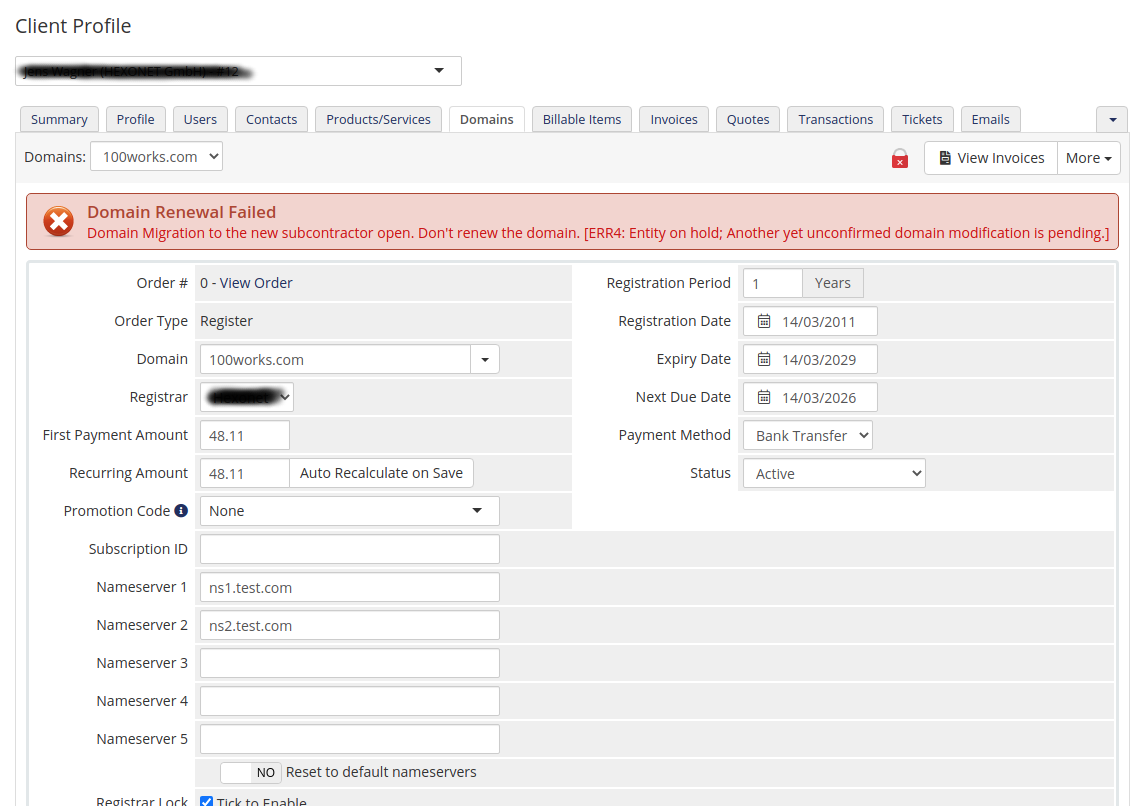 Client Profile
Summary
Profile
Users
Contacts
Products/Services
Domains
Billable Items
Invoices
Quotes
Transactions
Tickets
Emails
Domains: 100works.com
View Invoices
More
Domain Renewal Failed
Domain Migration to the new subcontractor open. Don't renew the domain. [ERR4: Entity on hold; Another yet unconfirmed domain modification is pending.]
Order # 0 - View Order
Registration Period 1 Years
Order Type Register
Registration Date 14/03/2011
Domain 100works.com
Expiry Date 14/03/2029
Registrar
Next Due Date 14/03/2026
First Payment Amount 48.11
Payment Method Bank Transfer
Recurring Amount 48.11 Auto Recalculate on Save
Status Active
Promotion Code None
Subscription ID
Nameserver 1 ns1.test.com
Nameserver 2 ns2.test.com
Nameserver 3
Nameserver 4
Nameserver 5
NO Reset to default nameservers
Registrar Lock Tick to Enable